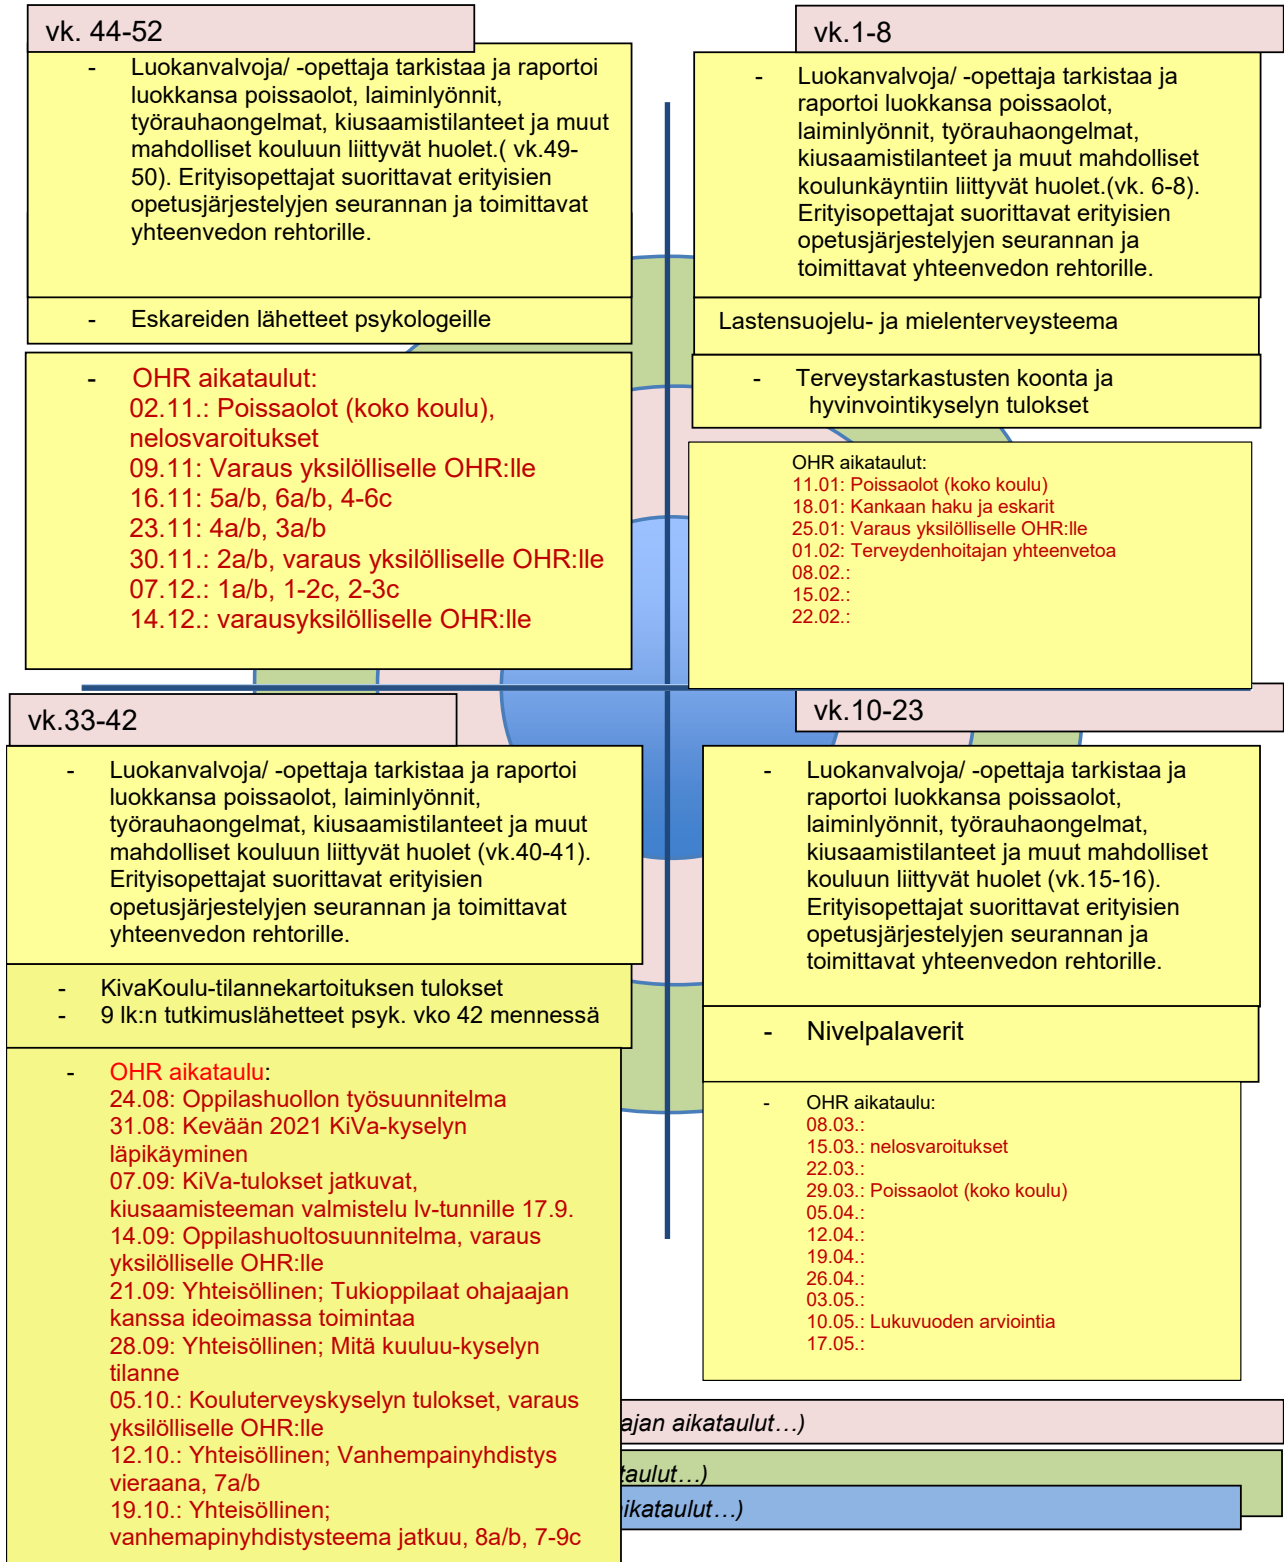 vk. 44-52
- Luokanvalvoja/ -opettaja tarkistaa ja raportoi
luokkansa poissaolot, laiminlyönnit,
työrauhaongelmat, kiusaamistilanteet ja muut
mahdolliset kouluun liittyvät huolet.( vk.49-
50). Erityisopettajat suorittavat erityisien
opetusjärjestelyjen seurannan ja toimittavat
yhteenvedon rehtorille.
- Eskareiden lähetteet psykologeille
- OHR aikataulut:
02.11.: Poissaolot (koko koulu),
nelosvaroitukset
09.11: Varaus yksilölliselle OHR:lle
16.11: 5a/b, 6a/b, 4-6c
23.11: 4a/b, 3a/b
30.11.: 2a/b, varaus yksilölliselle OHR:lle
07.12.: 1a/b, 1-2c, 2-3c
14.12.: varausyksilölliselle OHR:lle
vk.1-8
- Luokanvalvoja/ -opettaja tarkistaa ja
raportoi luokkansa poissaolot,
laiminlyönnit, työrauhaongelmat,
kiusaamistilanteet ja muut mahdolliset
koulunkäyntiin liittyvät huolet.(vk. 6-8).
Erityisopettajat suorittavat erityisien
opetusjärjestelyjen seurannan ja
toimittavat yhteenvedon rehtorille.
Lastensuojelu- ja mielenterveysteema
- Terveystarkastusten koonta ja
hyvinvointikyselyn tulokset
OHR aikataulut:
11.01: Poissaolot (koko koulu)
18.01: Kankaan haku ja eskarit
25.01: Varaus yksilölliselle OHR:lle
01.02: Terveydenhoitajan yhteenvetoa
08.02.:
15.02.:
22.02.:
vk.33-42
- Luokanvalvoja/ -opettaja tarkistaa ja raportoi
luokkansa poissaolot, laiminlyönnit,
työrauhaongelmat, kiusaamistilanteet ja muut
mahdolliset kouluun liittyvät huolet (vk.40-41).
Erityisopettajat suorittavat erityisien
opetusjärjestelyjen seurannan ja toimittavat
yhteenvedon rehtorille.
- KivaKoulu-tilannekartoituksen tulokset
- 9 lk:n tutkimuslähetteet psyk. vko 42 mennessä
- OHR aikataulu:
24.08: Oppilashuollon työsuunnitelma
31.08: Kevään 2021 KiVa-kyselyn
läpikäyminen
07.09: KiVa-tulokset jatkuvat,
kiusaamisteeman valmistelu lv-tunnille 17.9.
14.09: Oppilashuoltosuunnitelma, varaus
yksilölliselle OHR:lle
21.09: Yhteisöllinen; Tukioppilaat ohajaajan
kanssa ideoimassa toimintaa
28.09: Yhteisöllinen; Mitä kuuluu-kyselyn
tilanne
05.10.: Kouluterveyskyselyn tulokset, varaus
yksilölliselle OHR:lle
12.10.: Yhteisöllinen; Vanhempainyhdistys
vieraana, 7a/b
19.10.: Yhteisöllinen;
vanhemapinyhdistysteema jatkuu, 8a/b, 7-9c
vk.10-23
- Luokanvalvoja/ -opettaja tarkistaa ja
raportoi luokkansa poissaolot,
laiminlyönnit, työrauhaongelmat,
kiusaamistilanteet ja muut mahdolliset
kouluun liittyvät huolet (vk.15-16).
Erityisopettajat suorittavat erityisien
opetusjärjestelyjen seurannan ja
toimittavat yhteenvedon rehtorille.
- Nivelpalaverit
- OHR aikataulu:
08.03.:
15.03.: nelosvaroitukset
22.03.:
29.03.: Poissaolot (koko koulu)
05.04.:
12.04.:
19.04.:
26.04.:
03.05.:
10.05.: Lukuvuoden arviointia
17.05.:
ajan aikataulut…)
taulut…)
ikataulut…)